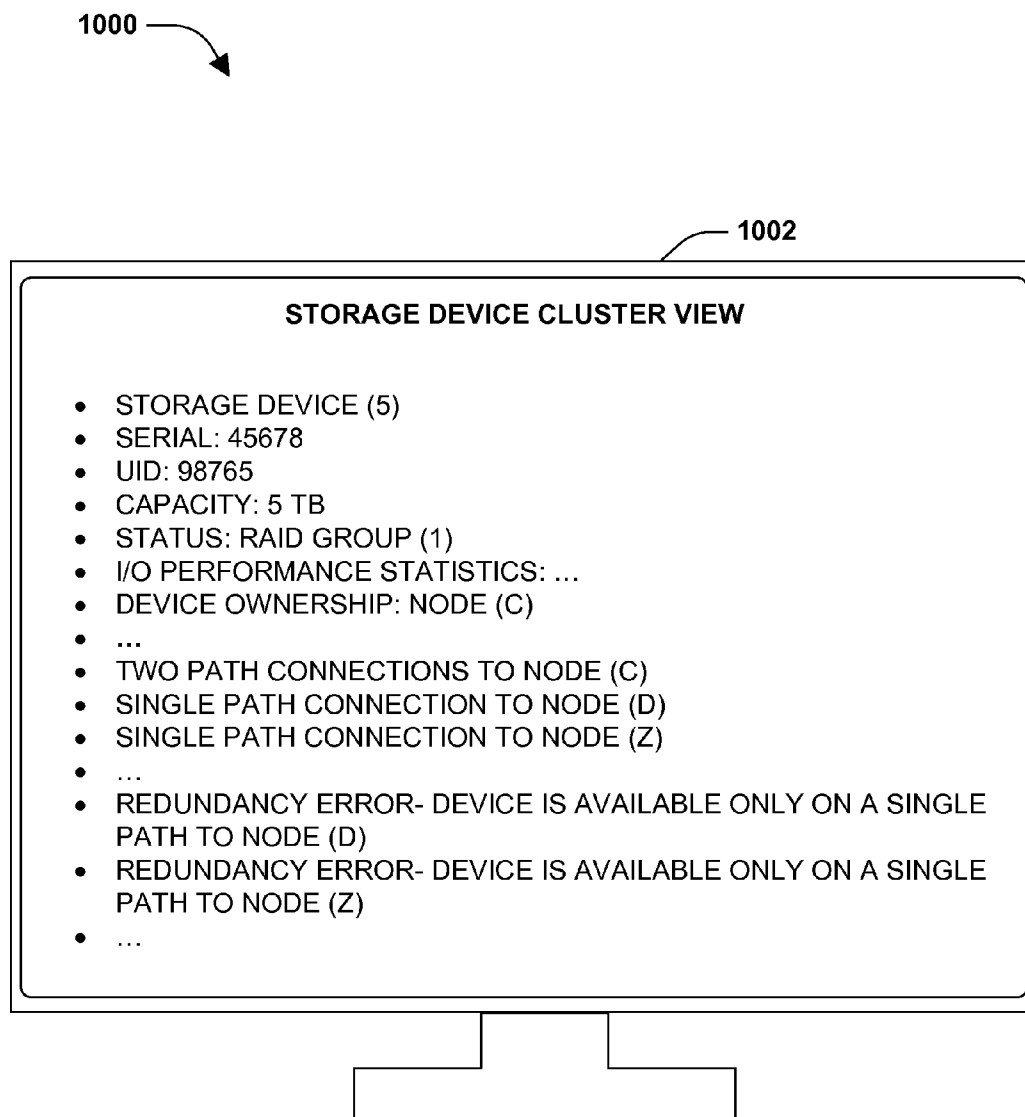 1000
1002
STORAGE DEVICE CLUSTER VIEW
• STORAGE DEVICE (5)
• SERIAL: 45678
• UID: 98765
• CAPACITY: 5 TB
• STATUS: RAID GROUP (1)
• I/O PERFORMANCE STATISTICS: ...
• DEVICE OWNERSHIP: NODE (C)
• ...
• TWO PATH CONNECTIONS TO NODE (C)
• SINGLE PATH CONNECTION TO NODE (D)
• SINGLE PATH CONNECTION TO NODE (Z)
• ...
• REDUNDANCY ERROR- DEVICE IS AVAILABLE ONLY ON A SINGLE
PATH TO NODE (D)
• REDUNDANCY ERROR- DEVICE IS AVAILABLE ONLY ON A SINGLE
PATH TO NODE (Z)
• ...